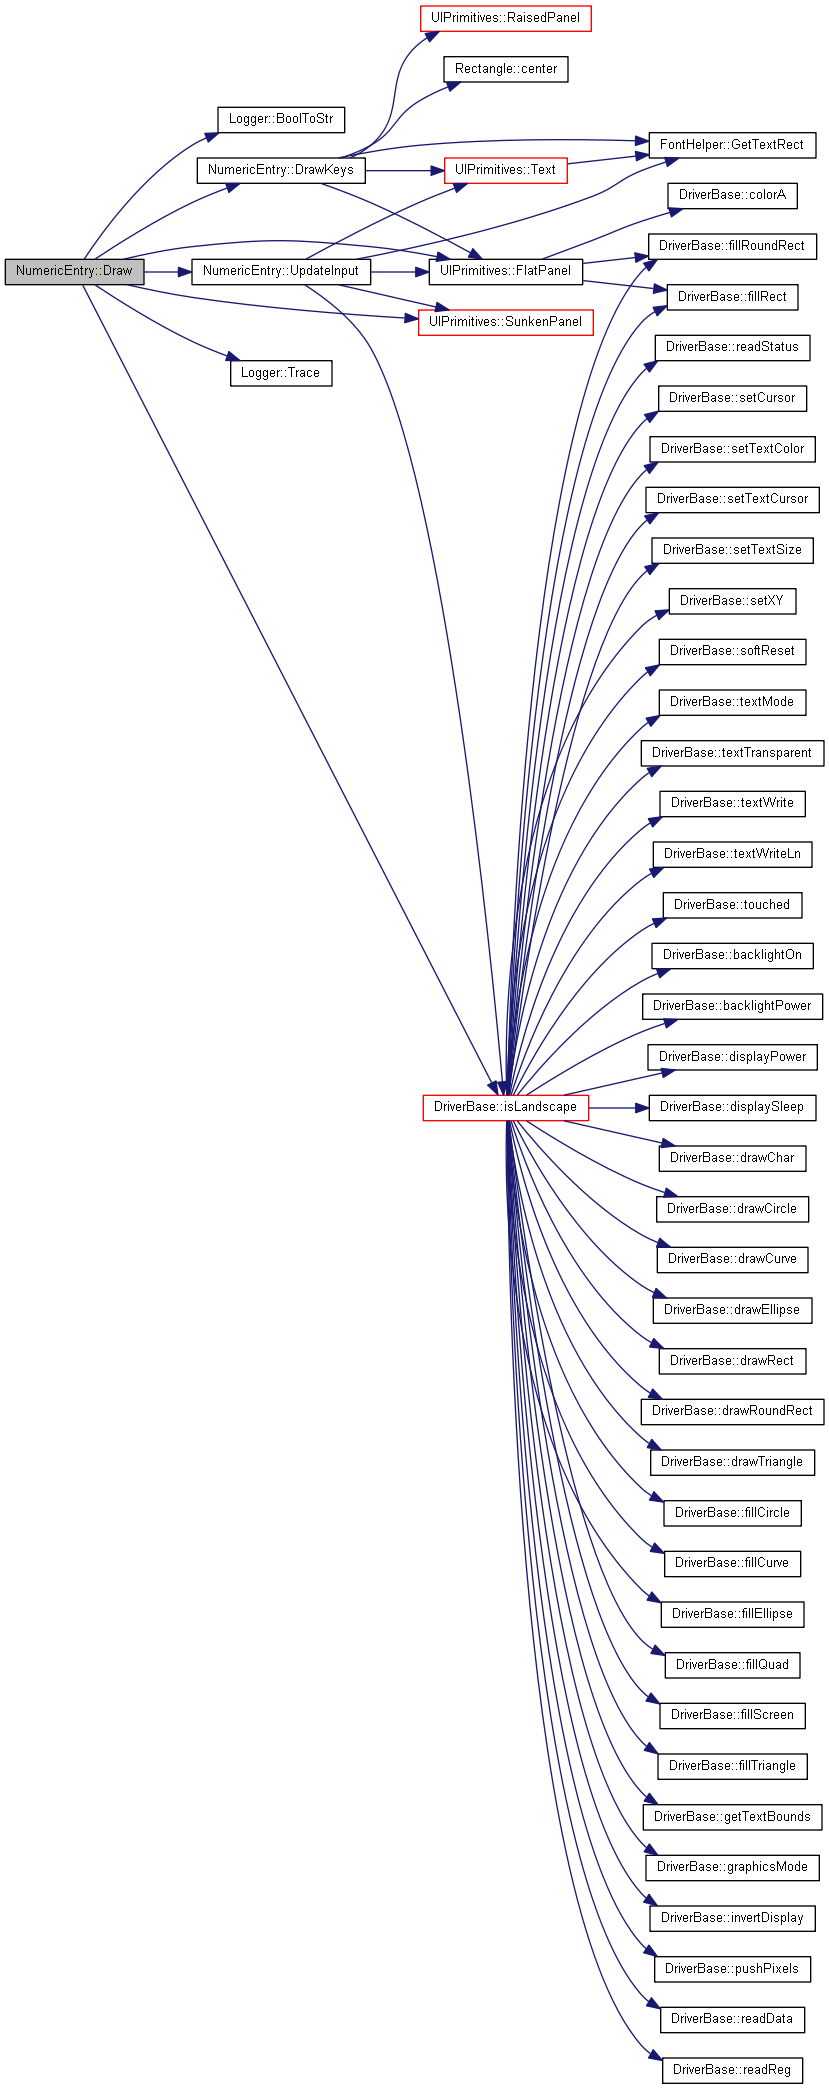 UIPrimitives::RaisedPanel
Rectangle::center
Logger::BoolToStr
FontHelper::GetTextRect
NumericEntry::DrawKeys
UIPrimitives::Text
DriverBase::colorA
DriverBase::fillRoundRect
NumericEntry::Draw
NumericEntry::UpdateInput
UIPrimitives::FlatPanel
DriverBase::fillRect
UIPrimitives::SunkenPanel
DriverBase::readStatus
Logger::Trace
DriverBase::setCursor
DriverBase::setTextColor
DriverBase::setTextCursor
DriverBase::setTextSize
DriverBase::setXY
DriverBase::softReset
DriverBase::textMode
DriverBase::textTransparent
DriverBase::textWrite
DriverBase::textWriteLn
DriverBase::touched
DriverBase::backlightOn
DriverBase::backlightPower
DriverBase::displayPower
DriverBase::isLandscape
DriverBase::displaySleep
DriverBase::drawChar
DriverBase::drawCircle
DriverBase::drawCurve
DriverBase::drawEllipse
DriverBase::drawRect
DriverBase::drawRoundRect
DriverBase::drawTriangle
DriverBase::fillCircle
DriverBase::fillCurve
DriverBase::fillEllipse
DriverBase::fillQuad
DriverBase::fillScreen
DriverBase::fillTriangle
DriverBase::getTextBounds
DriverBase::graphicsMode
DriverBase::invertDisplay
DriverBase::pushPixels
DriverBase::readData
DriverBase::readReg